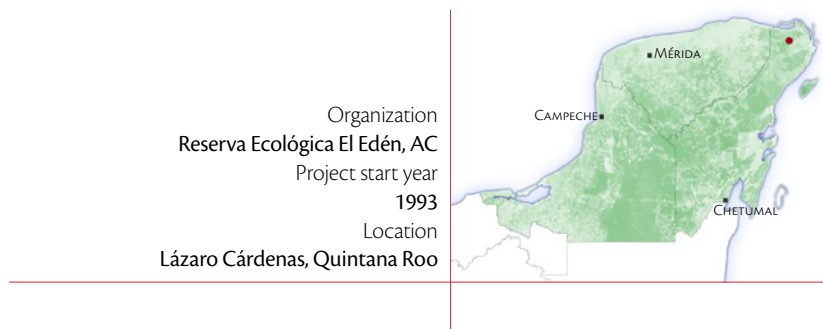 Organization
Reserva Ecológica El Edén, AC
Project start year
1993
Location
Lázaro Cárdenas, Quintana Roo
Mérida
Campeche
Chetumal